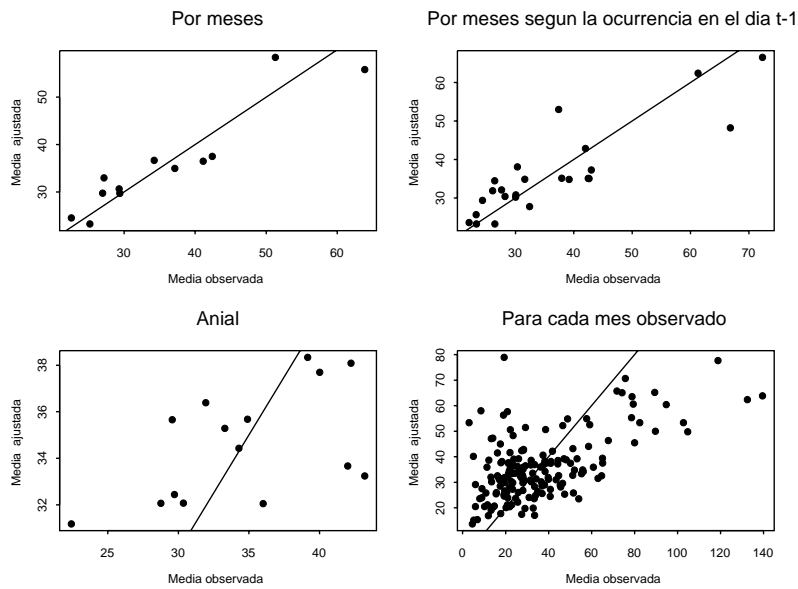 Por meses
50
40
30
Media ajustada
30 40 50 60
Media observada
Por meses segun la ocurrencia en el dia t-1
60
50
40
30
Media ajustada
30 40 50 60 70
Media observada
Anial
38
36
34
32
Media ajustada
25 30 35 40
Media observada
Para cada mes observado
80
70
60
50
40
30
20
Media ajustada
0 20 40 60 80 100 120 140
Media observada